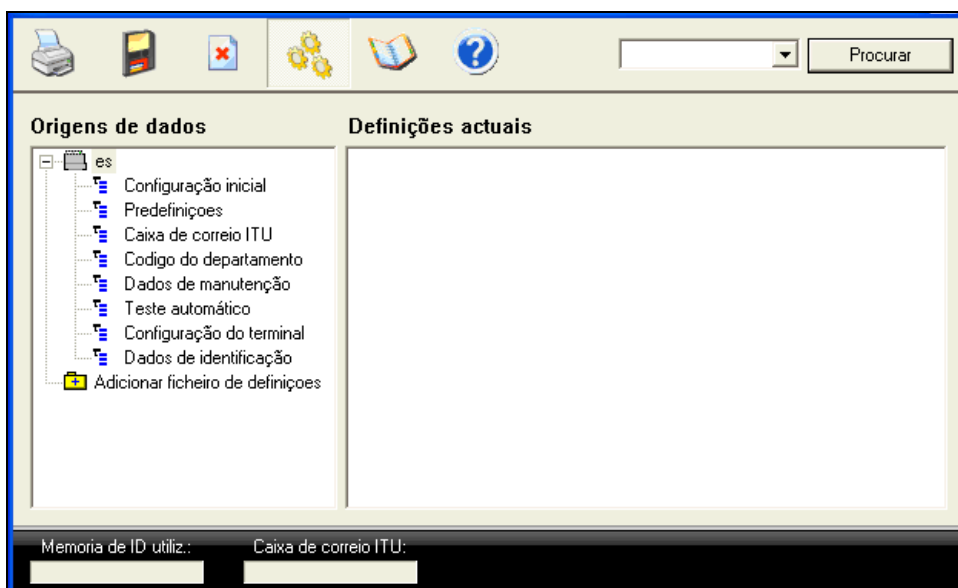 Procurar
Origens de dados
Definições actuais
es
Configuração inicial
Predefiniçoes
Caixa de correio ITU
Codigo do departamento
Dados de manutenção
Teste automático
Configuração do terminal
Dados de identificação
Adicionar ficheiro de definiçoes
Memoria de ID utiliz.:
Caixa de correio ITU: